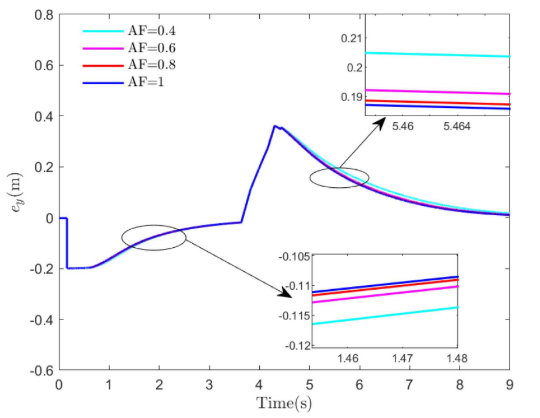 0.8
0.6
0.4
0.2
0
-0.2
-0.4
-0.6
e_y(m)
AF=0.4
AF=0.6
AF=0.8
AF=1
0.21
0.2
0.19
5.46 5.464
-0.105
-0.11
-0.115
-0.12
1.46 1.47 1.48
0 1 2 3 4 5 6 7 8 9
Time(s)